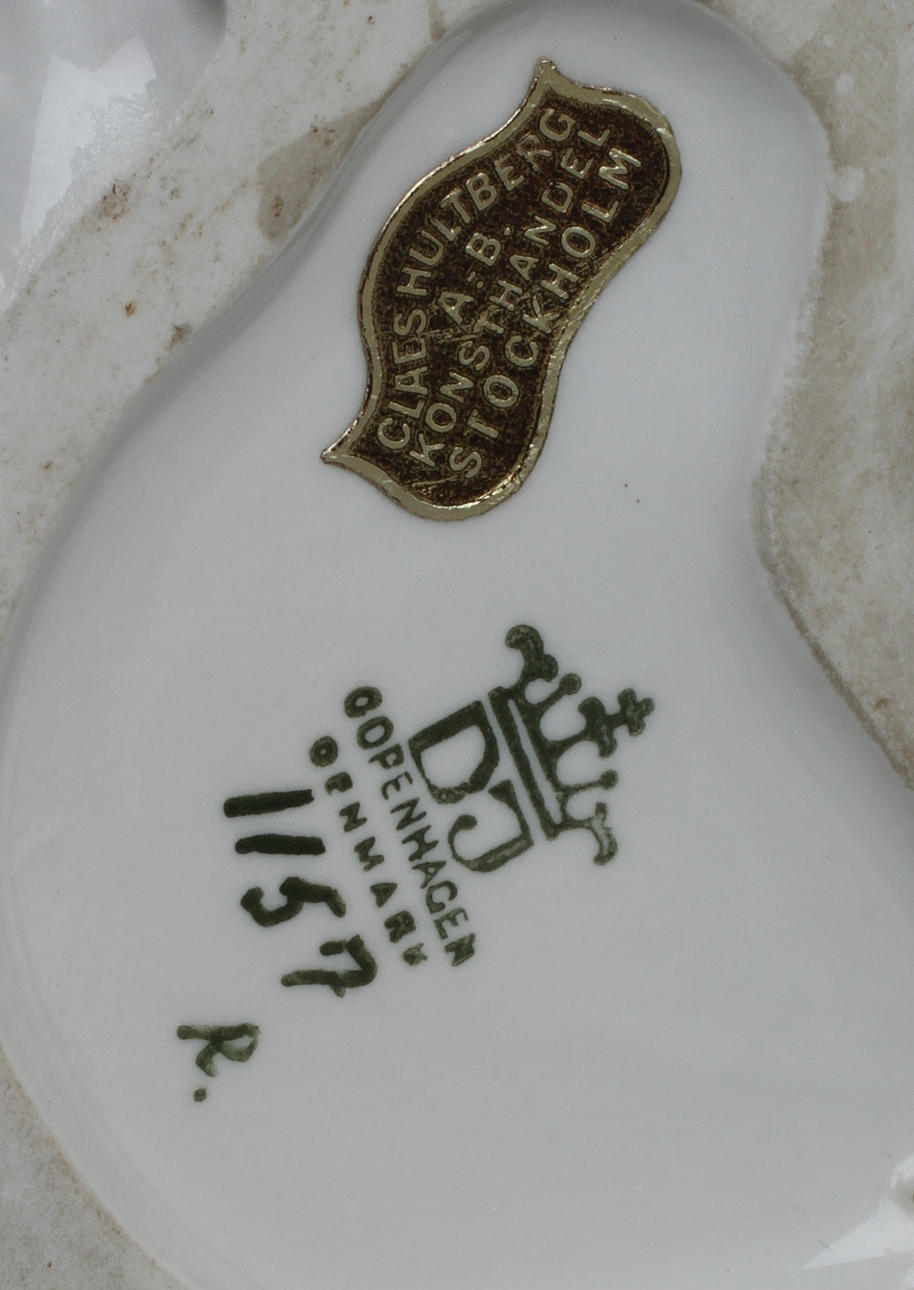 CLAES HULTBERG
A.-B.
KONSTHANDEL
STOCKHOLM
DJ
COPENHAGEN
DENMARK
1157
R.